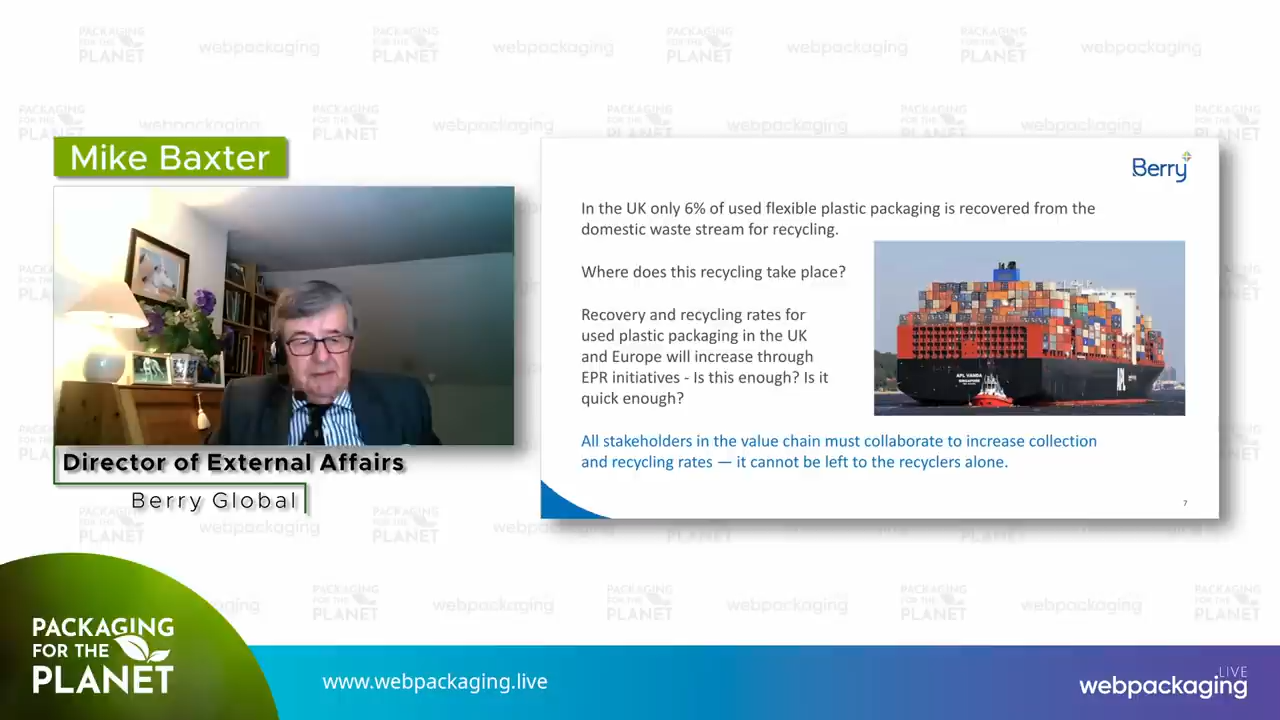 Mike Baxter
Director of External Affairs
Berry Global
Berry
In the UK only 6% of used flexible plastic packaging is recovered from the
domestic waste stream for recycling.
Where does this recycling take place?
Recovery and recycling rates for
used plastic packaging in the UK
and Europe will increase through
EPR initiatives - Is this enough? Is it
quick enough?
APL VANDA
SINGAPORE
APL
All stakeholders in the value chain must collaborate to increase collection
and recycling rates — it cannot be left to the recyclers alone.
7
PACKAGING
FOR THE
PLANET
www.webpackaging.live
LIVE
webpackaging